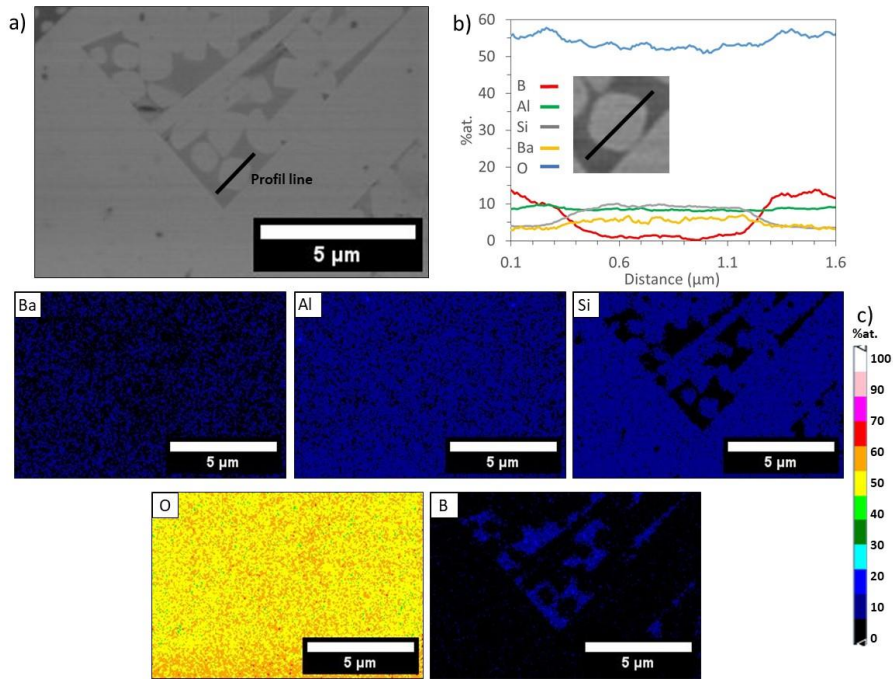 a)
Profil line
5 µm
b)
60
50
40
30
20
10
0
%at.
B
Al
Si
Ba
O
0.1
0.6
1.1
1.6
Distance (µm)
Ba
5 µm
Al
5 µm
Si
5 µm
c)
%at.
100
90
80
70
60
50
40
30
20
10
0
O
5 µm
B
5 µm